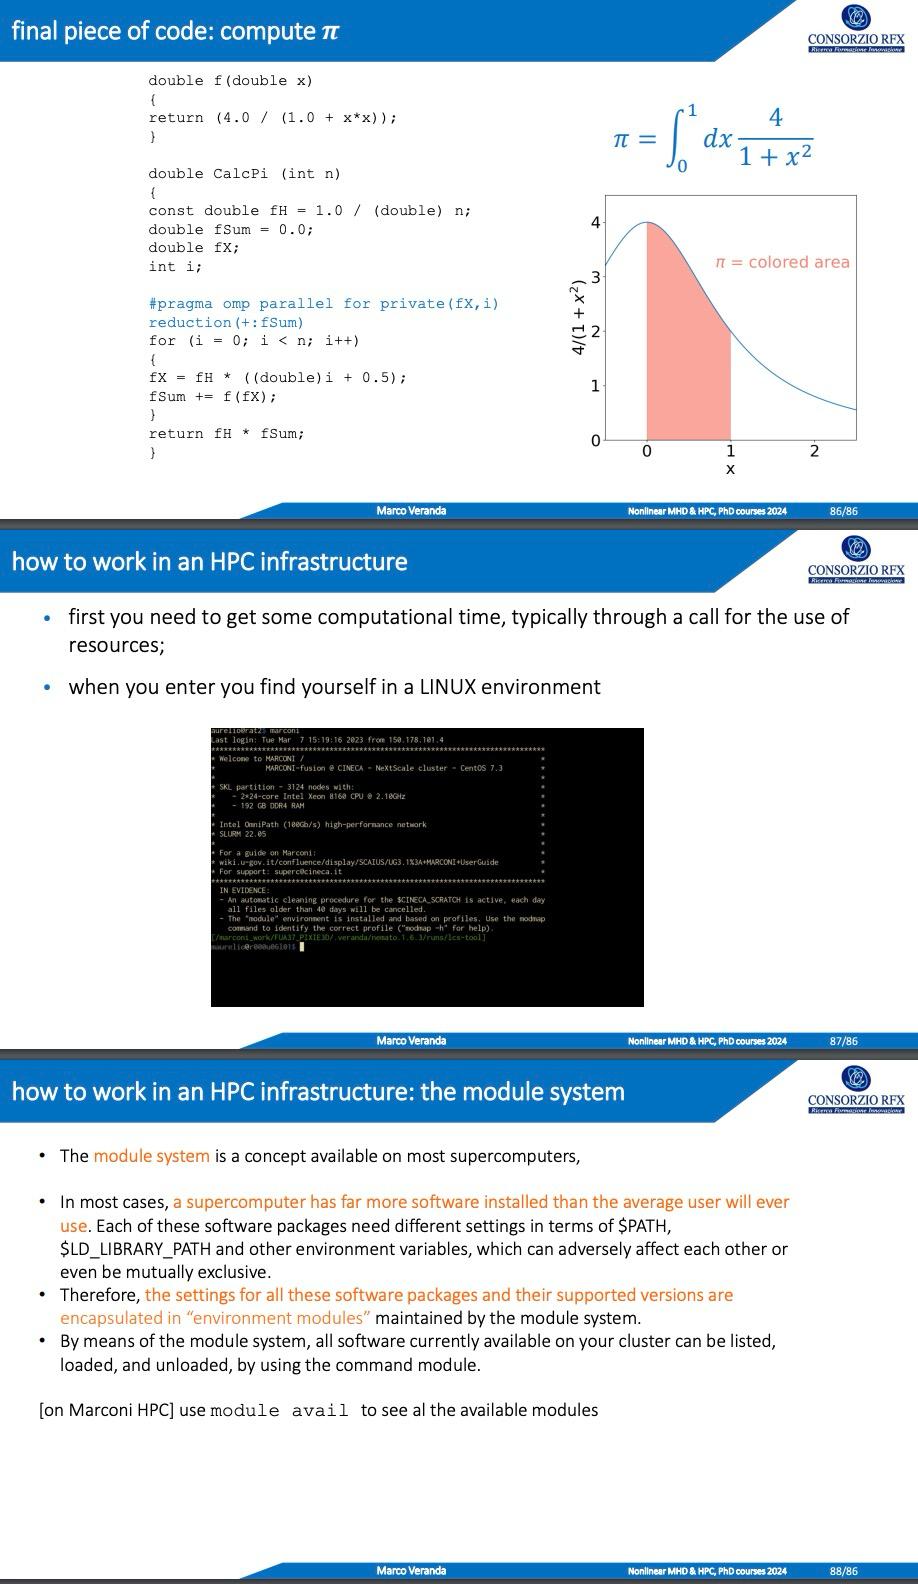 final piece of code: compute π
CONSORZIO RFX
Ricerca Formazione Innovazione
double f(double x)
{
return (4.0 / (1.0 + x*x));
}
double CalcPi (int n)
{
const double fH = 1.0 / (double) n;
double fSum = 0.0;
double fX;
int i;
#pragma omp parallel for private(fX,i)
reduction(+:fSum)
for (i = 0; i < n; i++)
{
fX = fH * ((double)i + 0.5);
fSum += f(fX);
}
return fH * fSum;
}
π = ∫₀¹ dx 4 / (1 + x²)
π = colored area
4/(1 + x²)
4
3
2
1
0
0 1 2
x
Marco Veranda Nonlinear MHD & HPC, PhD courses 2024 86/86
how to work in an HPC infrastructure
CONSORZIO RFX
Ricerca Formazione Innovazione
• first you need to get some computational time, typically through a call for the use of
resources;
• when you enter you find yourself in a LINUX environment
aurelio@rat2$ marconi
Last login: Tue Mar 7 15:19:16 2023 from 150.178.101.4
*******************************************************************************
* Welcome to MARCONI / *
* MARCONI-fusion @ CINECA - NeXtScale cluster - CentOS 7.3 *
* *
* SKL partition - 3124 nodes with: *
* - 2*24-core Intel Xeon 8160 CPU @ 2.10GHz *
* - 192 GB DDR4 RAM *
* *
* Intel OmniPath (100Gb/s) high-performance network *
* SLURM 22.05 *
* *
* For a guide on Marconi: *
* wiki.u-gov.it/confluence/display/SCAIUS/UG3.1%3A+MARCONI+UserGuide *
* For support: superc@cineca.it *
*******************************************************************************
IN EVIDENCE:
- An automatic cleaning procedure for the $CINECA_SCRATCH is active, each day
all files older than 40 days will be cancelled.
- The "module" environment is installed and based on profiles. Use the modmap
command to identify the correct profile ("modmap -h" for help).
[/marconi_work/FUA37_PIXIE3D/.veranda/nemato.1.6.3/runs/lcs-tool]
Marco Veranda Nonlinear MHD & HPC, PhD courses 2024 87/86
how to work in an HPC infrastructure: the module system
CONSORZIO RFX
Ricerca Formazione Innovazione
• The module system is a concept available on most supercomputers,
• In most cases, a supercomputer has far more software installed than the average user will ever
use. Each of these software packages need different settings in terms of $PATH,
$LD_LIBRARY_PATH and other environment variables, which can adversely affect each other or
even be mutually exclusive.
• Therefore, the settings for all these software packages and their supported versions are
encapsulated in “environment modules” maintained by the module system.
• By means of the module system, all software currently available on your cluster can be listed,
loaded, and unloaded, by using the command module.
[on Marconi HPC] use module avail to see al the available modules
Marco Veranda Nonlinear MHD & HPC, PhD courses 2024 88/86